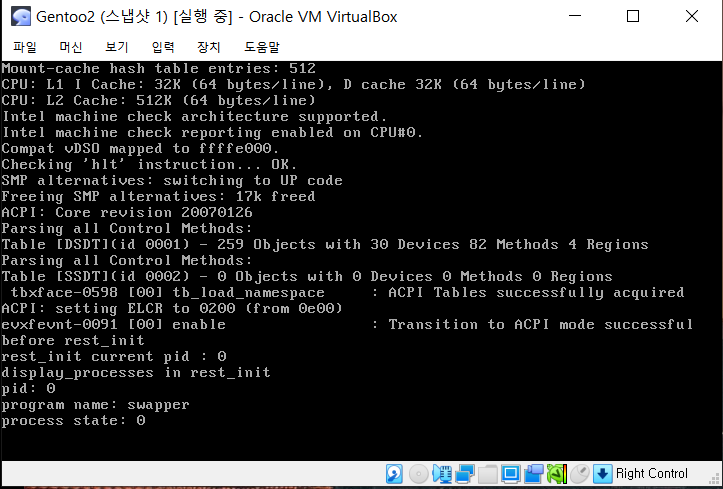 Gentoo2 (스냅샷 1) [실행 중] - Oracle VM VirtualBox
파일 머신 보기 입력 장치 도움말
Mount-cache hash table entries: 512
CPU: L1 I Cache: 32K (64 bytes/line), D cache 32K (64 bytes/line)
CPU: L2 Cache: 512K (64 bytes/line)
Intel machine check architecture supported.
Intel machine check reporting enabled on CPU#0.
Compat vDSO mapped to ffffe000.
Checking 'hlt' instruction... OK.
SMP alternatives: switching to UP code
Freeing SMP alternatives: 17k freed
ACPI: Core revision 20070126
Parsing all Control Methods:
Table [DSDT](id 0001) - 259 Objects with 30 Devices 82 Methods 4 Regions
Parsing all Control Methods:
Table [SSDT](id 0002) - 0 Objects with 0 Devices 0 Methods 0 Regions
tbxface-0598 [00] tb_load_namespace : ACPI Tables successfully acquired
ACPI: setting ELCR to 0200 (from 0e00)
evxfevnt-0091 [00] enable : Transition to ACPI mode successful
before rest_init
rest_init current pid : 0
display_processes in rest_init
pid: 0
program name: swapper
process state: 0
Right Control